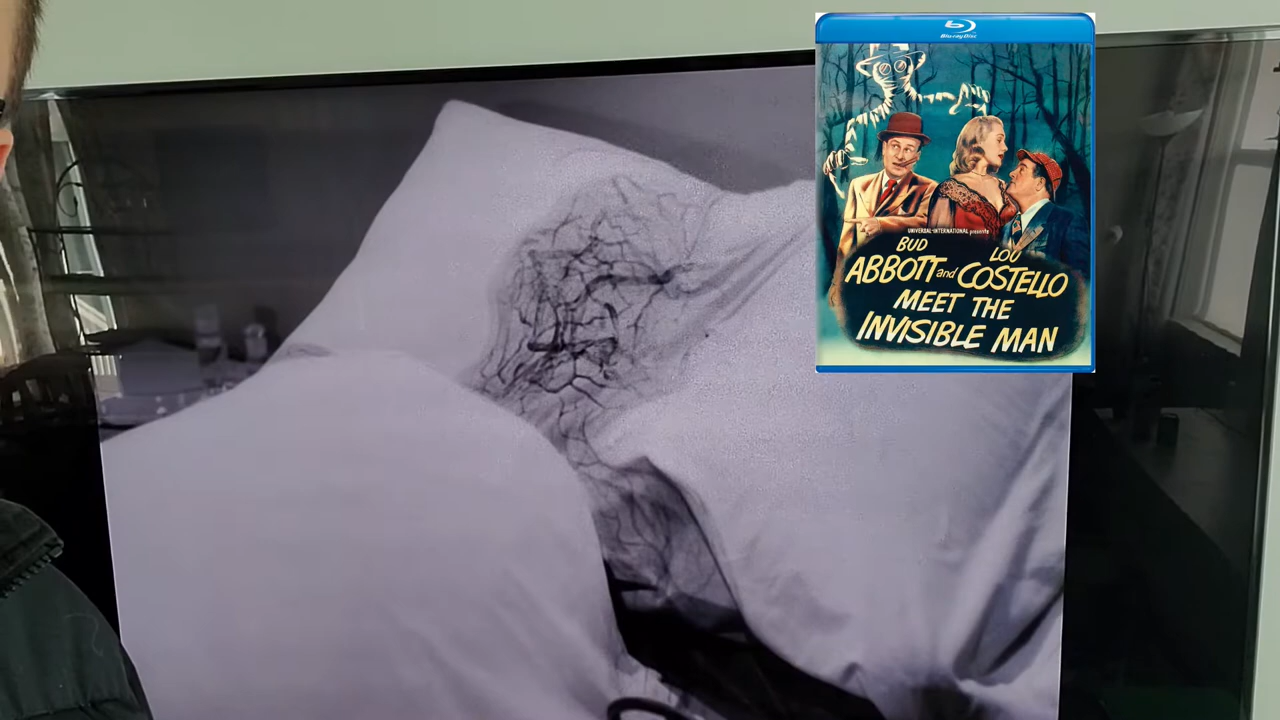 Blu-ray Disc
UNIVERSAL-INTERNATIONAL presents
BUD LOU
ABBOTT and COSTELLO
MEET THE
INVISIBLE MAN